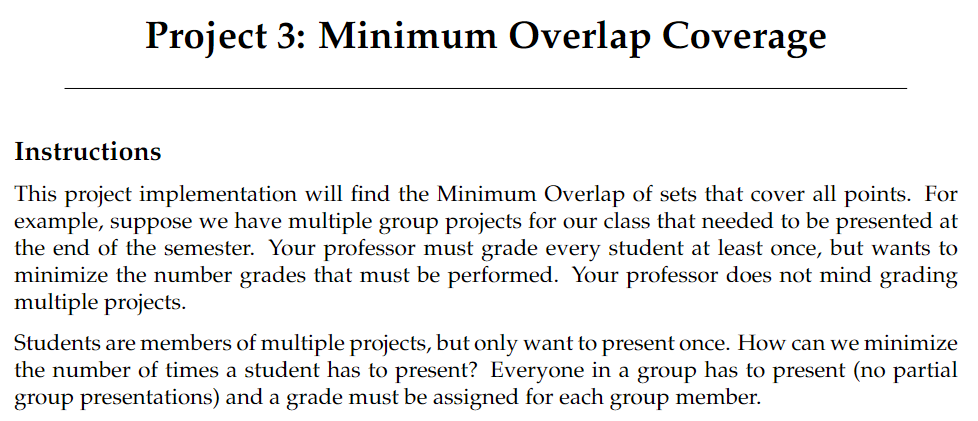 Project 3: Minimum Overlap Coverage
Instructions
This project implementation will find the Minimum Overlap of sets that cover all points. For
example, suppose we have multiple group projects for our class that needed to be presented at
the end of the semester. Your professor must grade every student at least once, but wants to
minimize the number grades that must be performed. Your professor does not mind grading
multiple projects.
Students are members of multiple projects, but only want to present once. How can we minimize
the number of times a student has to present? Everyone in a group has to present (no partial
group presentations) and a grade must be assigned for each group member.